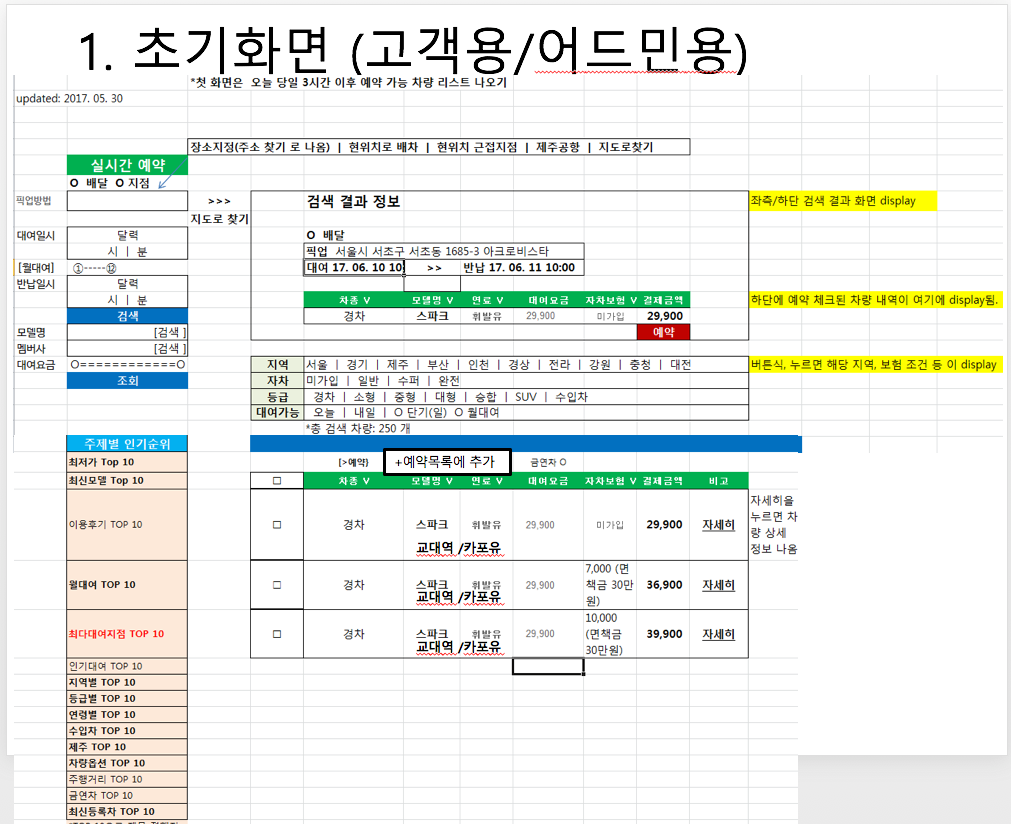 1. 초기화면 (고객용/어드민용)
*첫 화면은 오늘 당일 3시간 이후 예약 가능 차량 리스트 나오기
updated: 2017. 05. 30
장소지정(주소 찾기 로 나옴) | 현위치로 배차 | 현위치 근접지점 | 제주공항 | 지도로찾기
실시간 예약
O 배달 O 지점
픽업방법
>>>
지도로 찾기
검색 결과 정보
좌측/하단 검색 결과 화면 display
대여일시
달력
시 | 분
O 배달
픽업 서울시 서초구 서초동 1685-3 아크로비스타
[월대여]
①-----⑫
대여 17. 06. 10 10:
>>
반납 17. 06. 11 10:00
반납일시
달력
시 | 분
차종 V 모델명 V 연료 V 대여요금 자차보험 V 결제금액
하단에 예약 체크된 차량 내역이 여기에 display됨.
검색
경차 스파크 휘발유 29,900 미가입 29,900
모델명
[검색 ]
예약
멤버사
[검색 ]
대여요금
O============O
지역 서울 | 경기 | 제주 | 부산 | 인천 | 경상 | 전라 | 강원 | 충청 | 대전
버튼식, 누르면 해당 지역, 보험 조건 등 이 display
조회
자차 미가입 | 일반 | 수퍼 | 완전
등급 경차 | 소형 | 중형 | 대형 | 승합 | SUV | 수입차
대여가능 오늘 | 내일 | O 단기(일) O 월대여
*총 검색 차량: 250 개
주제별 인기순위
최저가 Top 10
[>예약]
+예약목록에 추가
금연자 O
최신모델 Top 10
□ 차종 V 모델명 V 연료 V 대여요금 자차보험 V 결제금액 비고
이용후기 TOP 10
□ 경차 스파크 휘발유 29,900 미가입 29,900 자세히
교대역 /카포유
자세히을
누르면 차
량 상세
정보 나옴
월대여 TOP 10
□ 경차 스파크 휘발유 29,900
7,000 (면
책금 30만
원)
36,900 자세히
교대역 /카포유
최다대여지점 TOP 10
□ 경차 스파크 휘발유 29,900
10,000
(면책금
30만원)
39,900 자세히
교대역 /카포유
인기대여 TOP 10
지역별 TOP 10
등급별 TOP 10
연령별 TOP 10
수입차 TOP 10
제주 TOP 10
차량옵션 TOP 10
주행거리 TOP 10
금연자 TOP 10
최신등록차 TOP 10